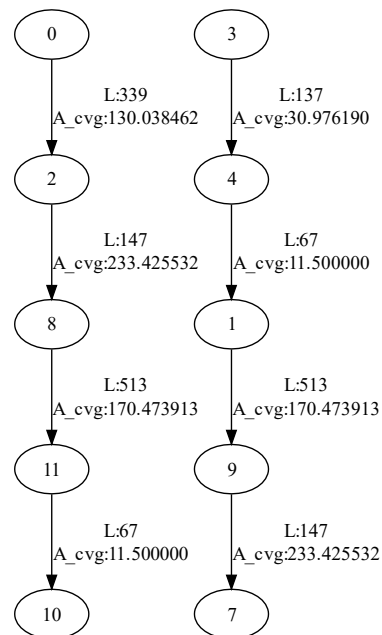 0
3
L:339
A_cvg:130.038462
L:137
A_cvg:30.976190
2
4
L:147
A_cvg:233.425532
L:67
A_cvg:11.500000
8
1
L:513
A_cvg:170.473913
L:513
A_cvg:170.473913
11
9
L:67
A_cvg:11.500000
L:147
A_cvg:233.425532
10
7